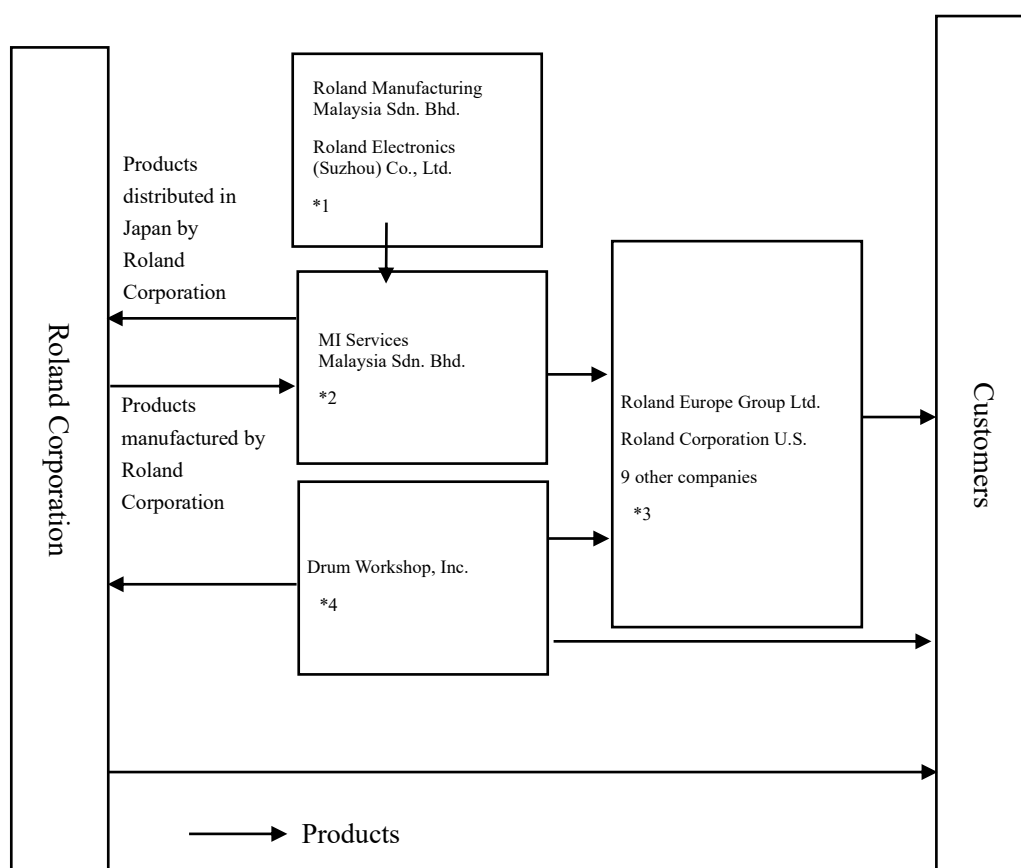 Roland Corporation
Products
distributed in
Japan by
Roland
Corporation
Products
manufactured by
Roland
Corporation
Roland Manufacturing
Malaysia Sdn. Bhd.
Roland Electronics
(Suzhou) Co., Ltd.
*1
MI Services
Malaysia Sdn. Bhd.
*2
Drum Workshop, Inc.
*4
Roland Europe Group Ltd.
Roland Corporation U.S.
9 other companies
*3
Customers
Products